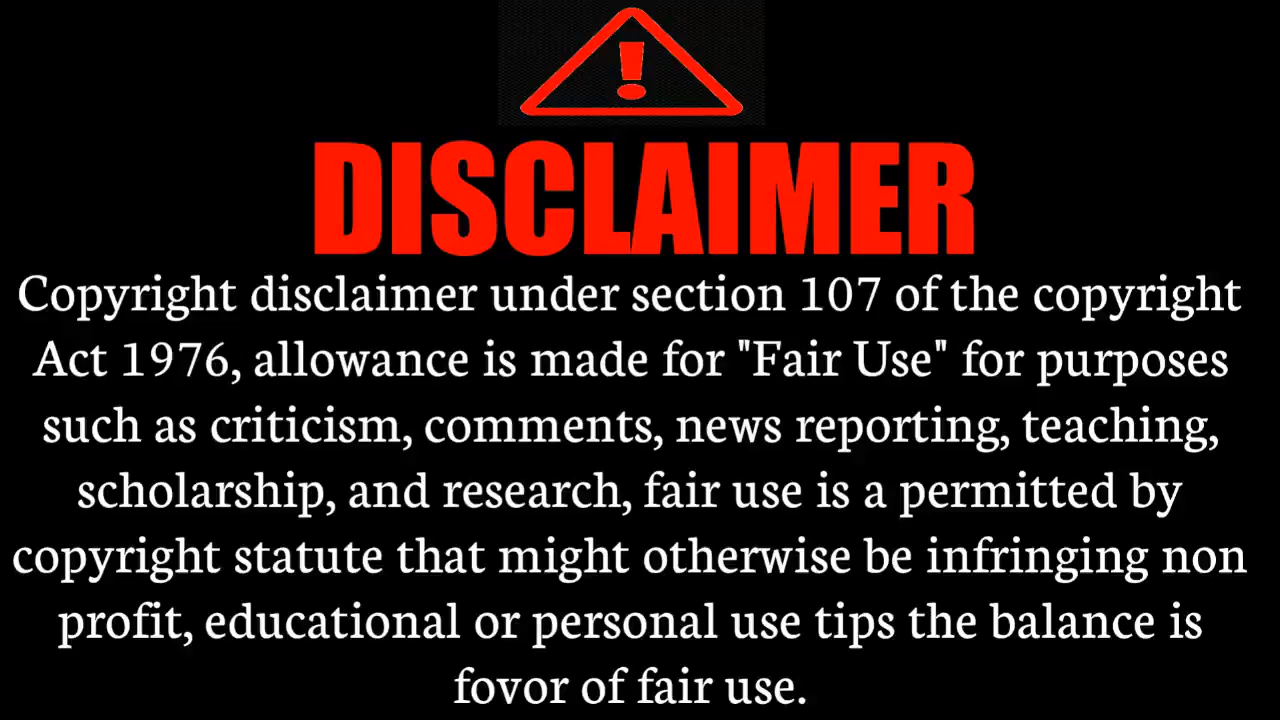 DISCLAIMER
Copyright disclaimer under section 107 of the copyright
Act 1976, allowance is made for "Fair Use" for purposes
such as criticism, comments, news reporting, teaching,
scholarship, and research, fair use is a permitted by
copyright statute that might otherwise be infringing non
profit, educational or personal use tips the balance is
fovor of fair use.